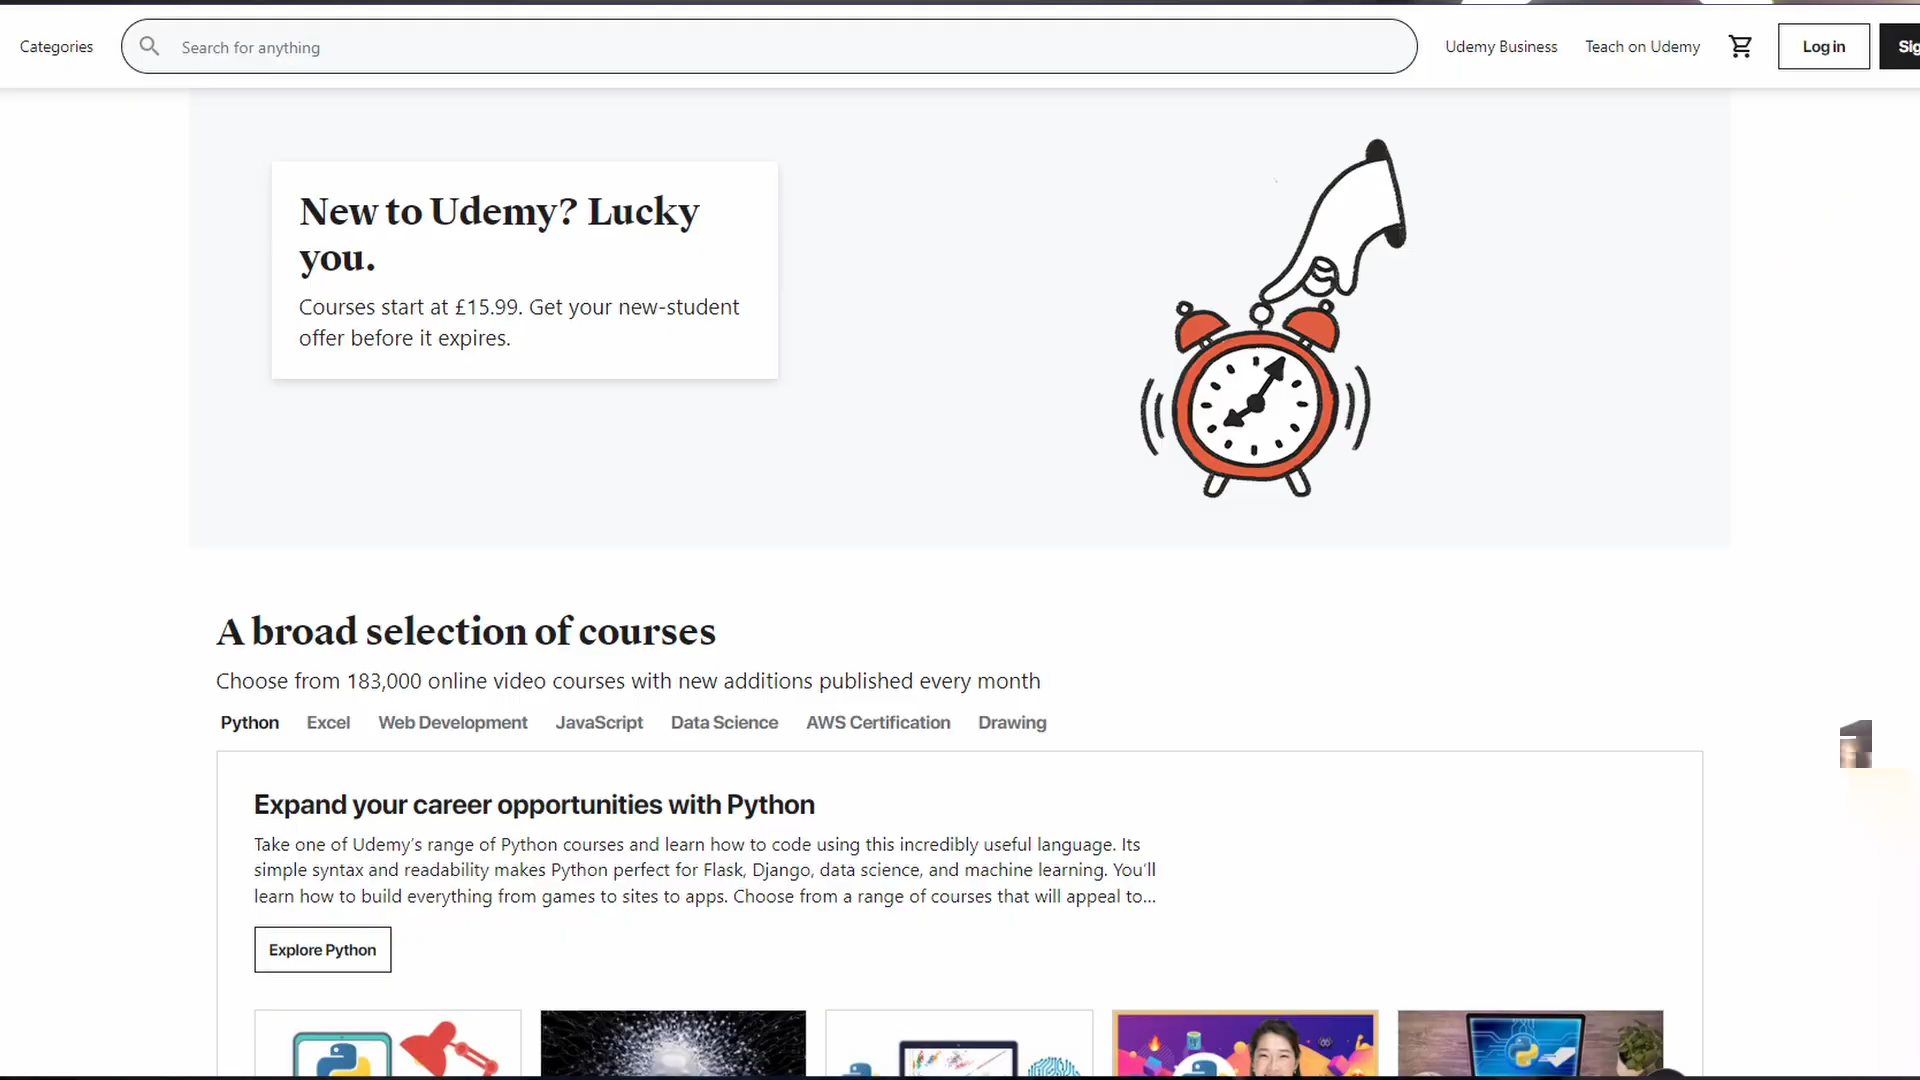 Categories
Search for anything
Udemy Business
Teach on Udemy
Log in
Sig
New to Udemy? Lucky
you.
Courses start at £15.99. Get your new-student
offer before it expires.
A broad selection of courses
Choose from 183,000 online video courses with new additions published every month
Python Excel Web Development JavaScript Data Science AWS Certification Drawing
Expand your career opportunities with Python
Take one of Udemy’s range of Python courses and learn how to code using this incredibly useful language. Its
simple syntax and readability makes Python perfect for Flask, Django, data science, and machine learning. You’ll
learn how to build everything from games to sites to apps. Choose from a range of courses that will appeal to...
Explore Python